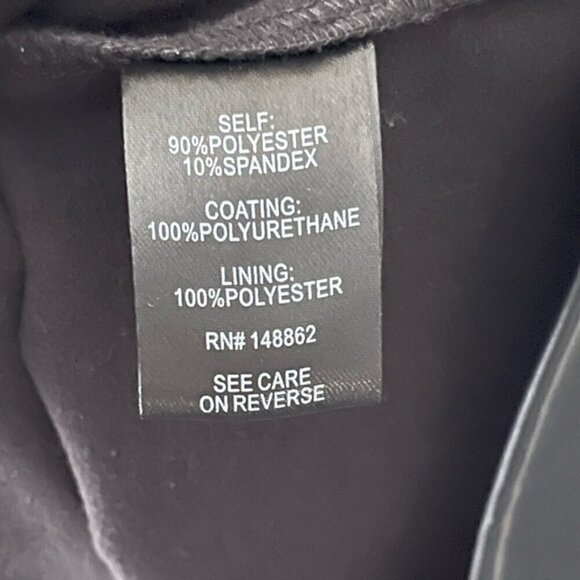 SELF:
90%POLYESTER
10%SPANDEX
COATING:
100%POLYURETHANE
LINING:
100%POLYESTER
RN# 148862
SEE CARE
ON REVERSE